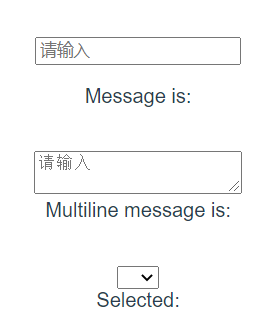 请输入
Message is:
请输入
Multiline message is:
Selected: